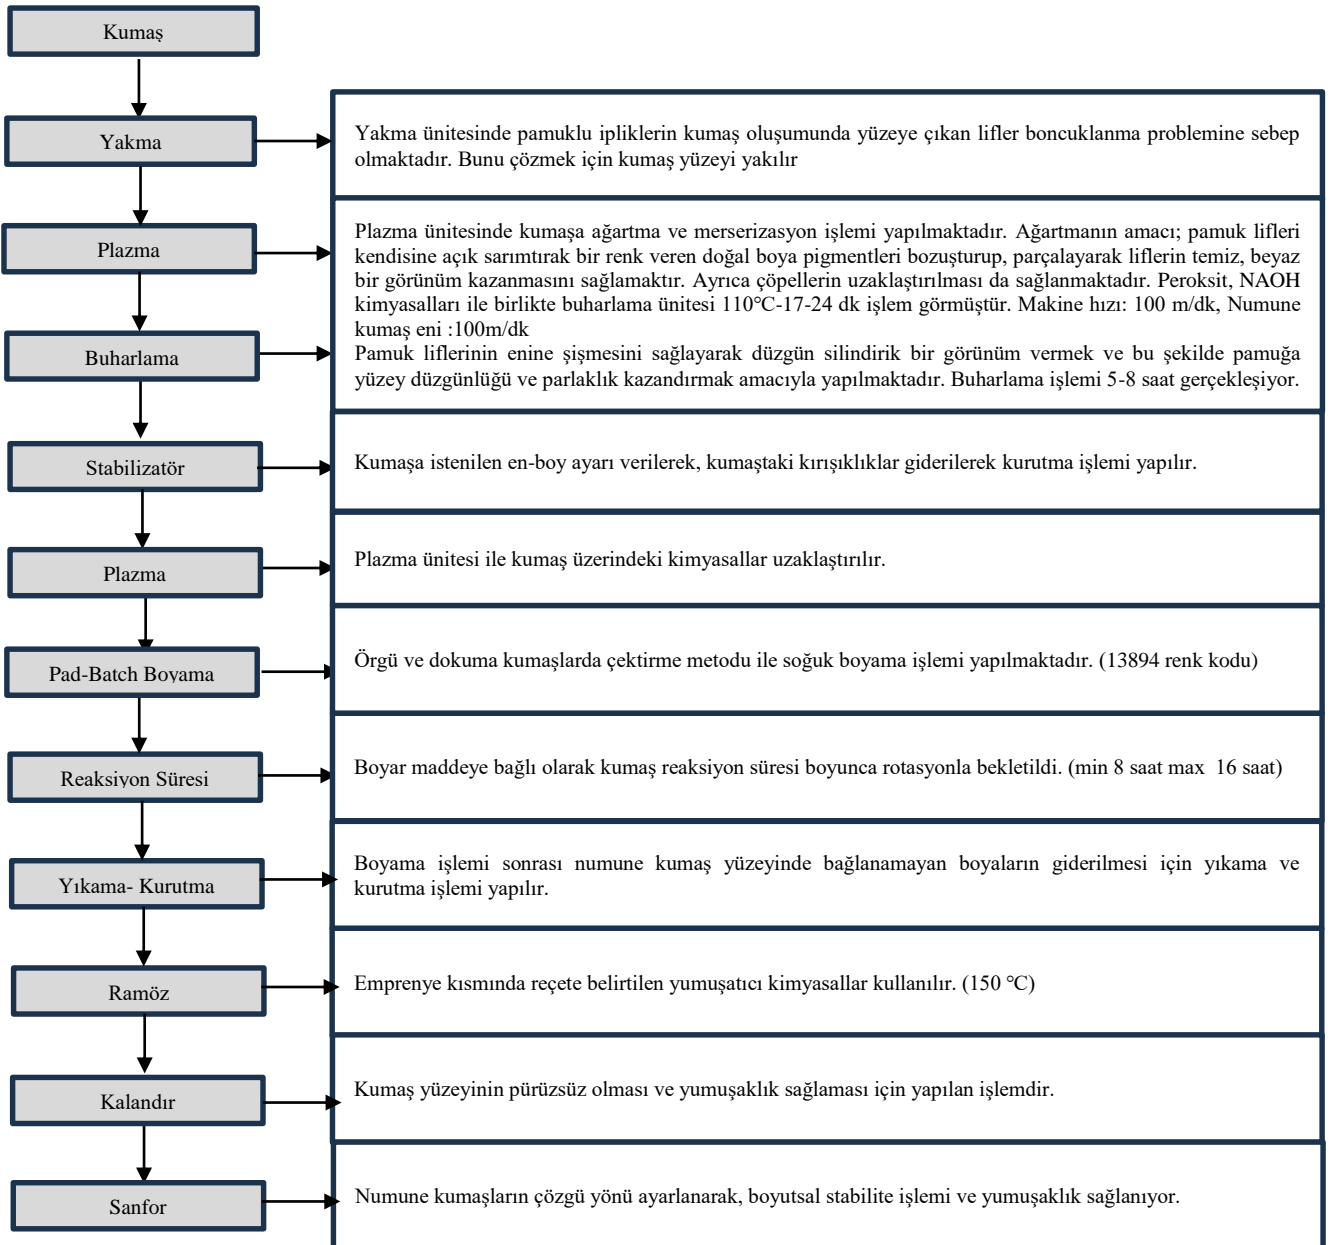 Kumaş
Yakma
Yakma ünitesinde pamuklu ipliklerin kumaş oluşumunda yüzeye çıkan lifler boncuklanma problemine sebep
olmaktadır. Bunu çözmek için kumaş yüzeyi yakılır
Plazma
Buharlama
Plazma ünitesinde kumaşa ağartma ve merserizasyon işlemi yapılmaktadır. Ağartmanın amacı; pamuk lifleri
kendisine açık sarımtırak bir renk veren doğal boya pigmentleri bozuşturup, parçalayarak liflerin temiz, beyaz
bir görünüm kazanmasını sağlamaktır. Ayrıca çöpellerin uzaklaştırılması da sağlanmaktadır. Peroksit, NAOH
kimyasalları ile birlikte buharlama ünitesi 110°C-17-24 dk işlem görmüştür. Makine hızı: 100 m/dk, Numune
kumaş eni :100m/dk
Pamuk liflerinin enine şişmesini sağlayarak düzgün silindirik bir görünüm vermek ve bu şekilde pamuğa
yüzey düzgünlüğü ve parlaklık kazandırmak amacıyla yapılmaktadır. Buharlama işlemi 5-8 saat gerçekleşiyor.
Stabilizatör
Kumaşa istenilen en-boy ayarı verilerek, kumaştaki kırışıklıklar giderilerek kurutma işlemi yapılır.
Plazma
Plazma ünitesi ile kumaş üzerindeki kimyasallar uzaklaştırılır.
Pad-Batch Boyama
Örgü ve dokuma kumaşlarda çektirme metodu ile soğuk boyama işlemi yapılmaktadır. (13894 renk kodu)
Reaksiyon Süresi
Boyar maddeye bağlı olarak kumaş reaksiyon süresi boyunca rotasyonla bekletildi. (min 8 saat max 16 saat)
Yıkama- Kurutma
Boyama işlemi sonrası numune kumaş yüzeyinde bağlanamayan boyaların giderilmesi için yıkama ve
kurutma işlemi yapılır.
Ramöz
Emprenye kısmında reçete belirtilen yumuşatıcı kimyasallar kullanılır. (150 °C)
Kalandır
Kumaş yüzeyinin pürüzsüz olması ve yumuşaklık sağlaması için yapılan işlemdir.
Sanfor
Numune kumaşların çözgü yönü ayarlanarak, boyutsal stabilite işlemi ve yumuşaklık sağlanıyor.